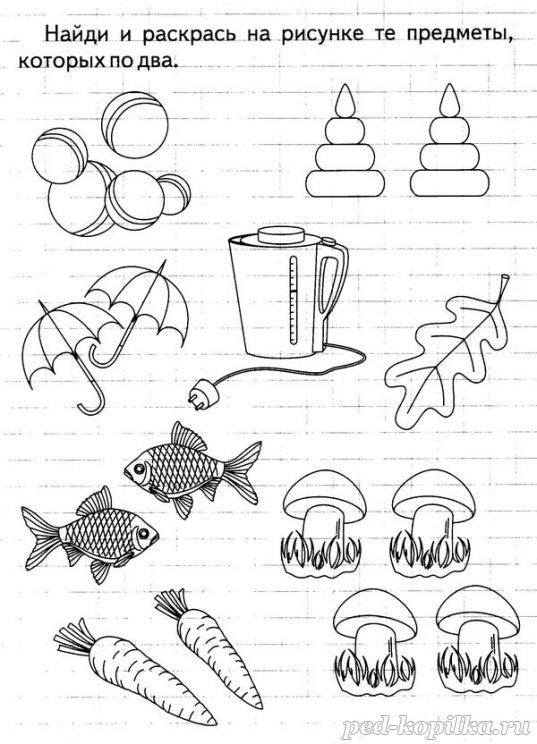 Найди и раскрась на рисунке те предметы,
которых по два.
ped-kopilka.ru